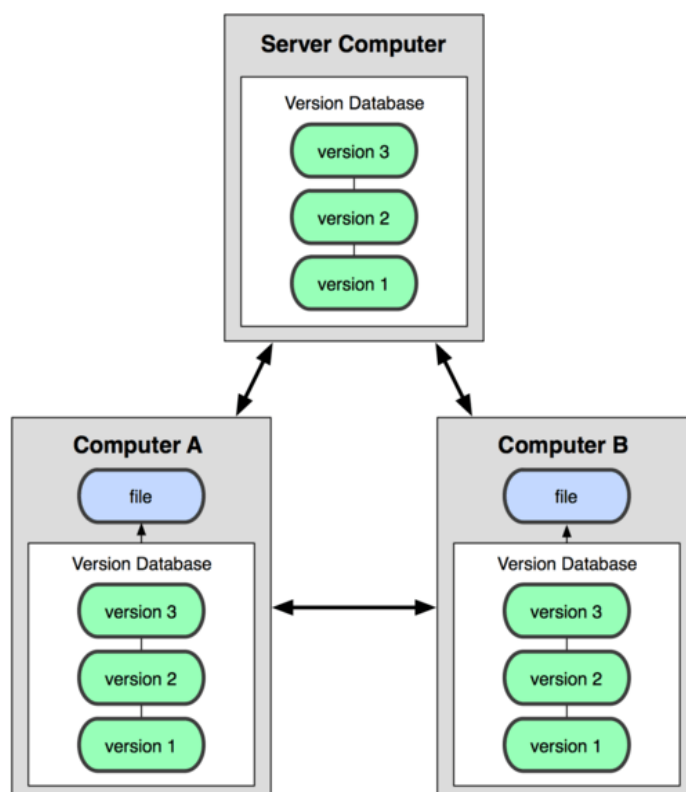 Server Computer
Version Database
version 3
version 2
version 1
Computer A
file
Version Database
version 3
version 2
version 1
Computer B
file
Version Database
version 3
version 2
version 1